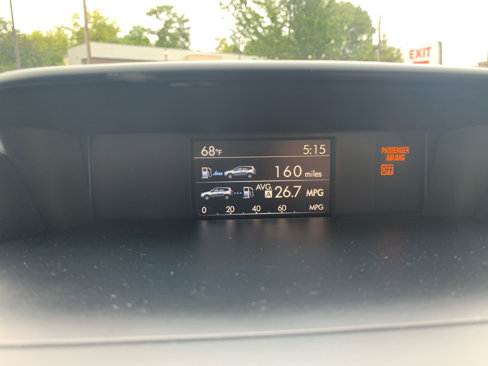 EXIT
68°F 5:15
PASSENGER
AIR BAG
OFF
160 miles
AVG
A 26.7 MPG
0 20 40 60 MPG